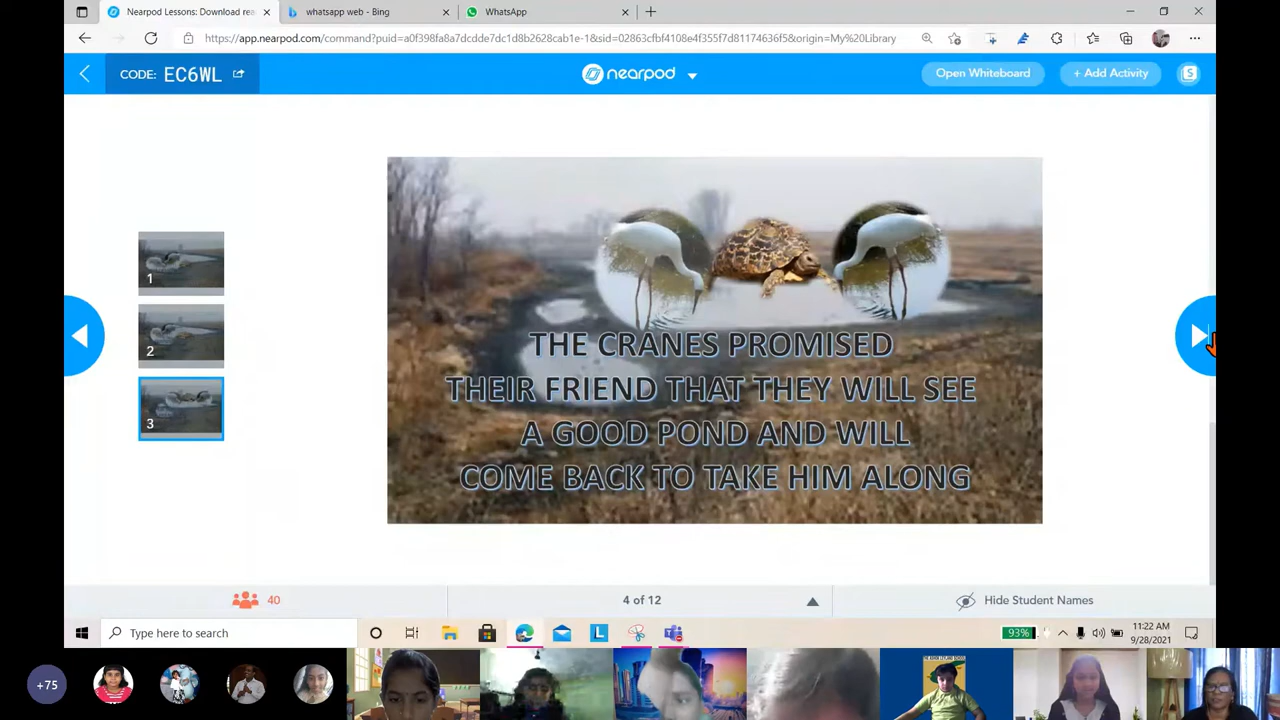 Nearpod Lessons: Download rea
whatsapp web - Bing
WhatsApp
https://app.nearpod.com/command?puid=a0f398fa8a7dcdde7dc1d8b2628cab1e-1&sid=02863cfbf4108e4f355f7d81174636f5&origin=My%20Library
CODE: EC6WL
nearpod
Open Whiteboard
+ Add Activity
S
1
2
3
THE CRANES PROMISED
THEIR FRIEND THAT THEY WILL SEE
A GOOD POND AND WILL
COME BACK TO TAKE HIM ALONG
40
4 of 12
Hide Student Names
Type here to search
L
93%
11:22 AM
9/28/2021
+75